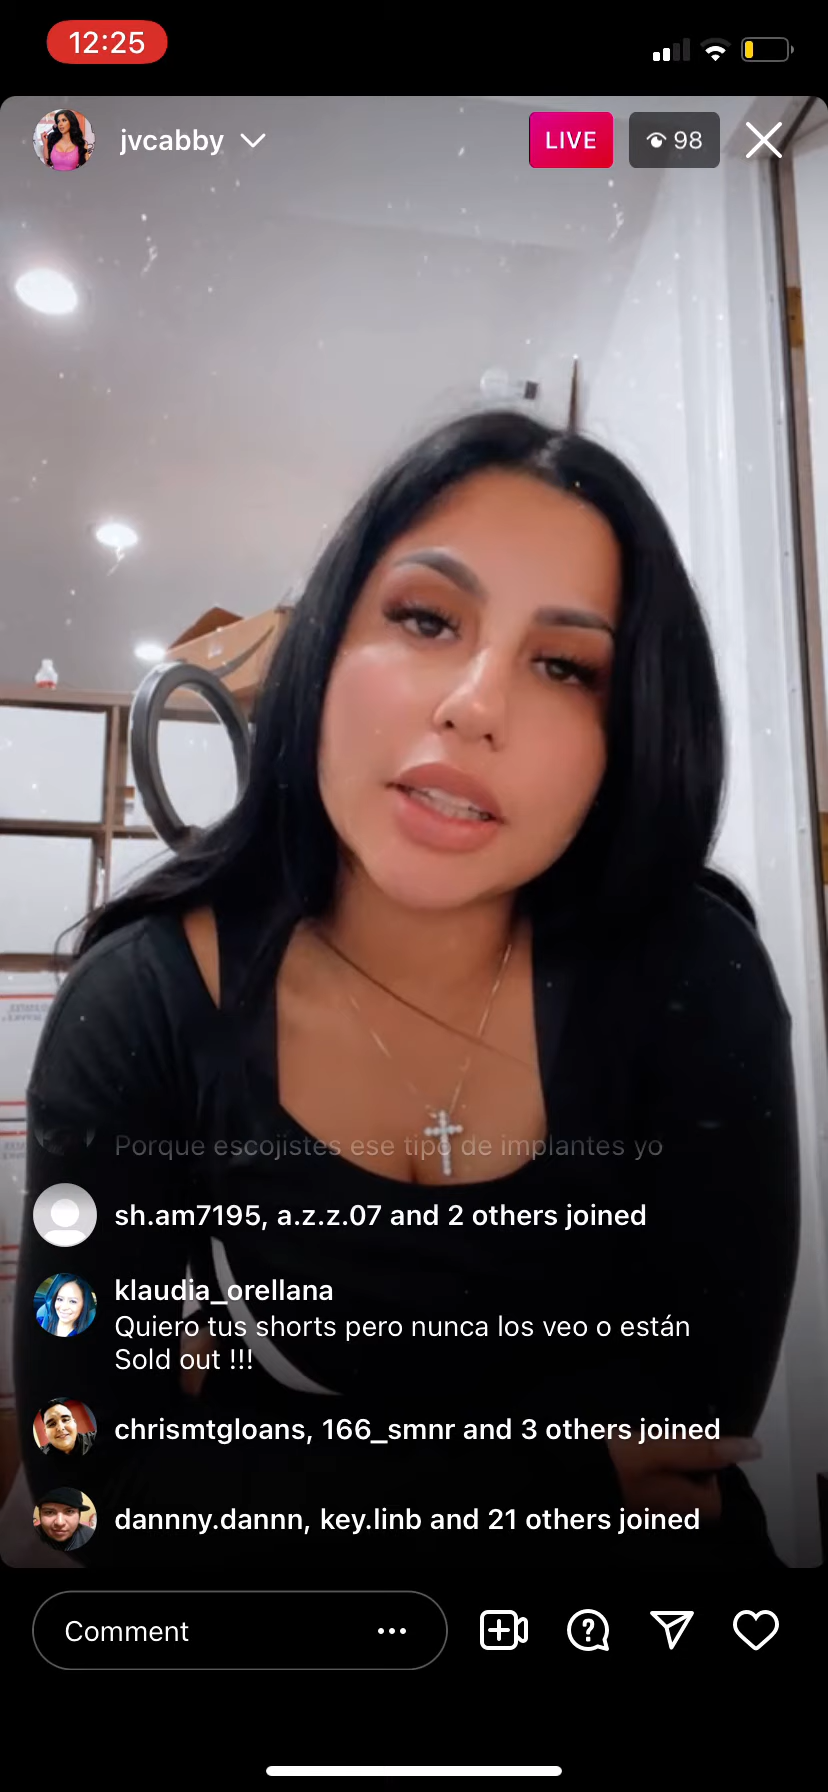 12:25
jvcabby
LIVE
98
Porque escojistes ese tipo de implantes yo
sh.am7195, a.z.z.07 and 2 others joined
klaudia_orellana
Quiero tus shorts pero nunca los veo o están
Sold out !!!
chrismtgloans, 166_smnr and 3 others joined
dannny.dannn, key.linb and 21 others joined
Comment